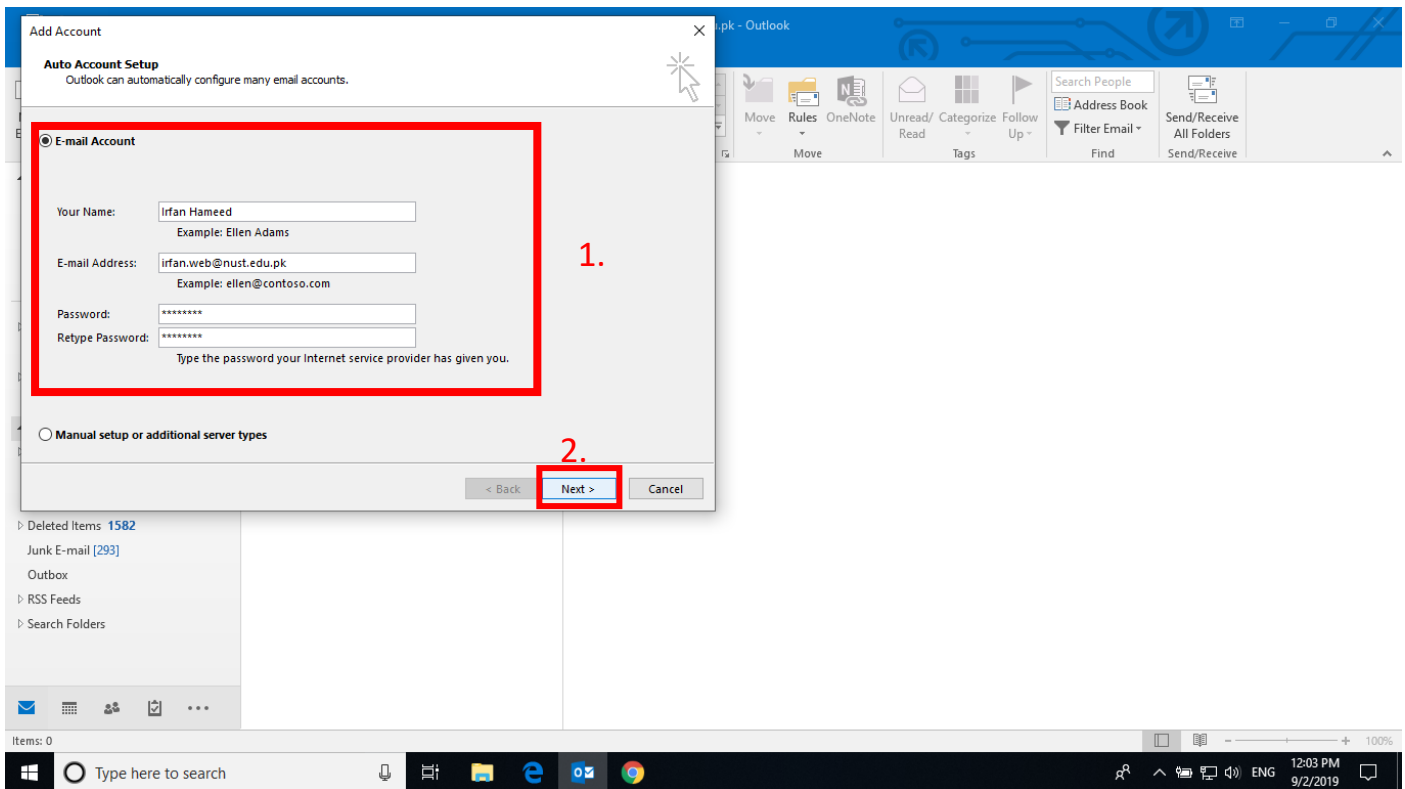 Add Account
.pk - Outlook
Auto Account Setup
Outlook can automatically configure many email accounts.
E-mail Account
Your Name: Irfan Hameed
Example: Ellen Adams
E-mail Address: irfan.web@nust.edu.pk
Example: ellen@contoso.com
Password: ********
Retype Password: ********
Type the password your Internet service provider has given you.
1.
Manual setup or additional server types
2.
< Back Next > Cancel
Move Rules OneNote
Move
Unread/ Read Categorize Follow Up
Tags
Search People
Address Book
Filter Email
Find
Send/Receive All Folders
Send/Receive
Deleted Items 1582
Junk E-mail [293]
Outbox
RSS Feeds
Search Folders
Items: 0
100%
Type here to search
ENG
12:03 PM
9/2/2019